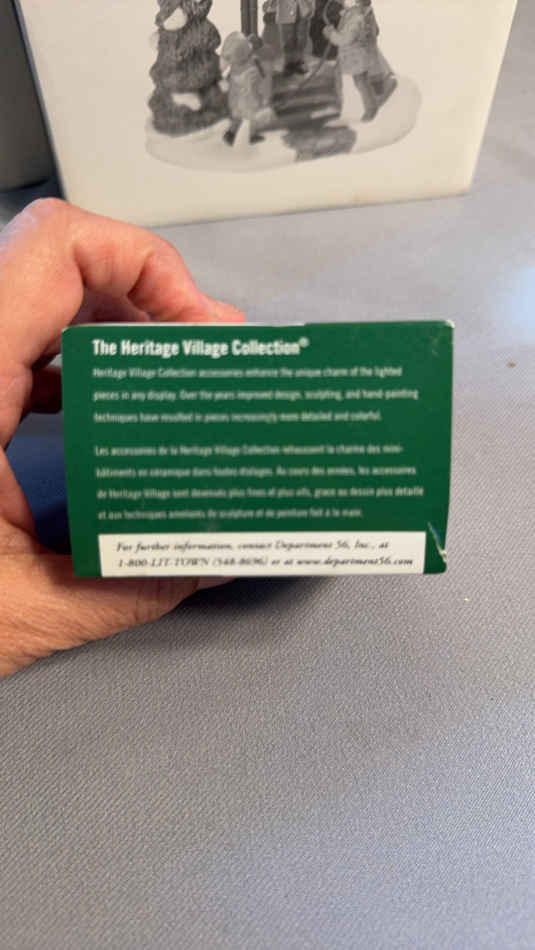 The Heritage Village Collection®
Heritage Village Collection accessories enhance the unique charm of the lighted
pieces in any display. Over the years improved design, sculpting, and hand-painting
techniques have resulted in pieces increasingly more detailed and colorful.
Les accessoires de la Heritage Village Collection rehaussent le charme des mini-
bâtiments en céramique dans toutes étalages. Au cours des années, les accessoires
de Heritage Village sont devenus plus fines et plus vifs, grace au dessin plus détaillé
et aux techniques améliorés de sculpture et de peinture fait à la main.
For further information, contact Department 56, Inc., at
1-800-LIT-TOWN (548-8696) or at www.department56.com